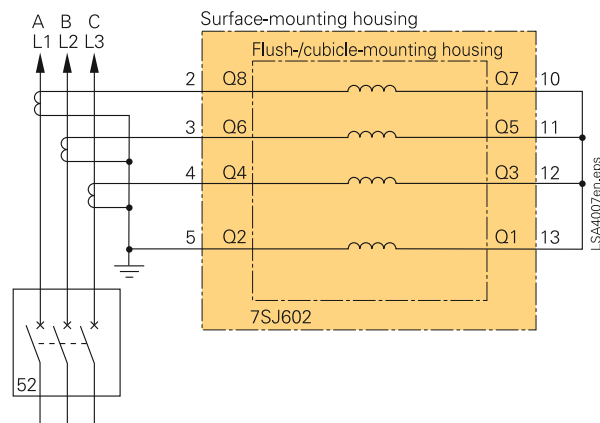 Surface-mounting housing
A B C
L1 L2 L3
Flush-/cubicle-mounting housing
2 Q8 Q7 10
3 Q6 Q5 11
4 Q4 Q3 12
5 Q2 Q1 13
7SJ602
52
LSA4007en.eps